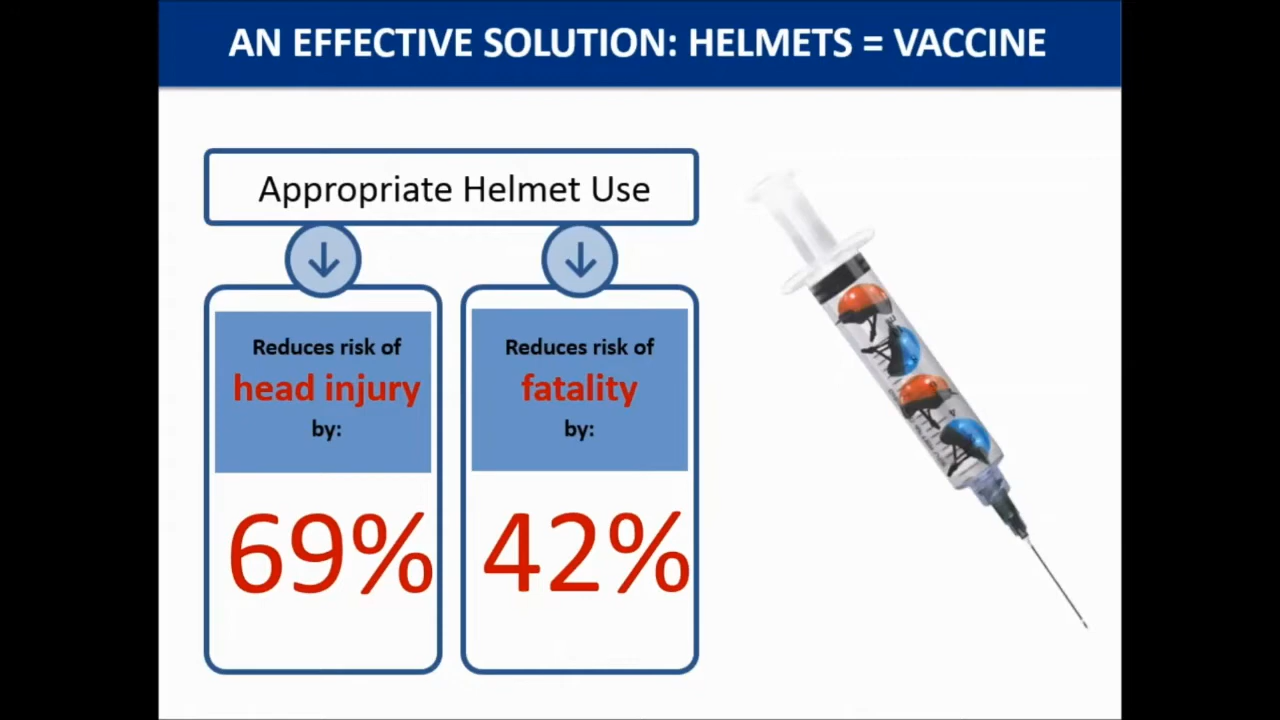 AN EFFECTIVE SOLUTION: HELMETS = VACCINE
Appropriate Helmet Use
Reduces risk of
head injury
by:
69%
Reduces risk of
fatality
by:
42%